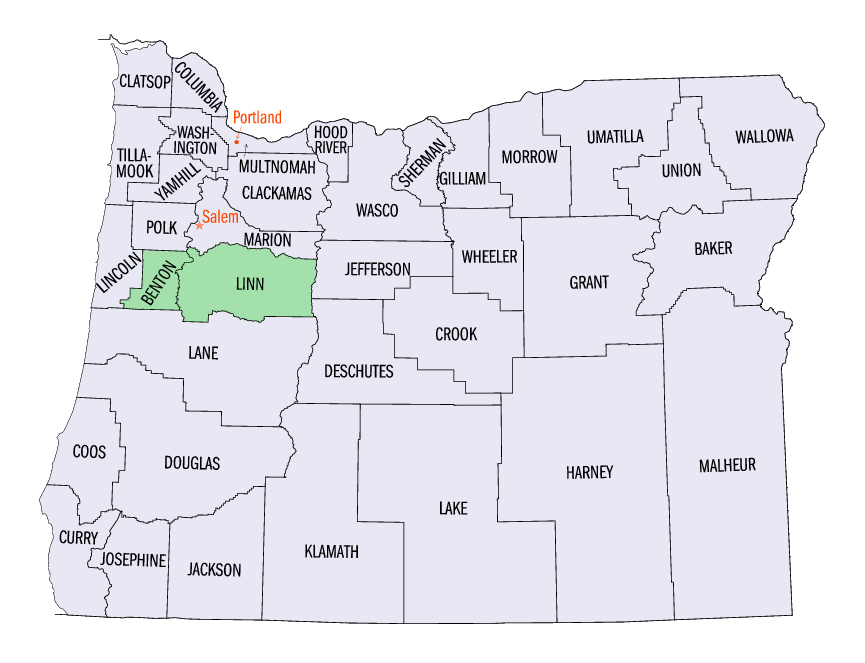 CLATSOP
COLUMBIA
Portland
WASH-
INGTON
HOOD
RIVER
TILLA-
MOOK
MULTNOMAH
YAMHILL
CLACKAMAS
SHERMAN
GILLIAM
MORROW
UMATILLA
UNION
WALLOWA
WASCO
POLK
Salem
MARION
LINCOLN
BENTON
LINN
JEFFERSON
WHEELER
GRANT
BAKER
LANE
CROOK
DESCHUTES
COOS
DOUGLAS
HARNEY
MALHEUR
LAKE
CURRY
JOSEPHINE
JACKSON
KLAMATH